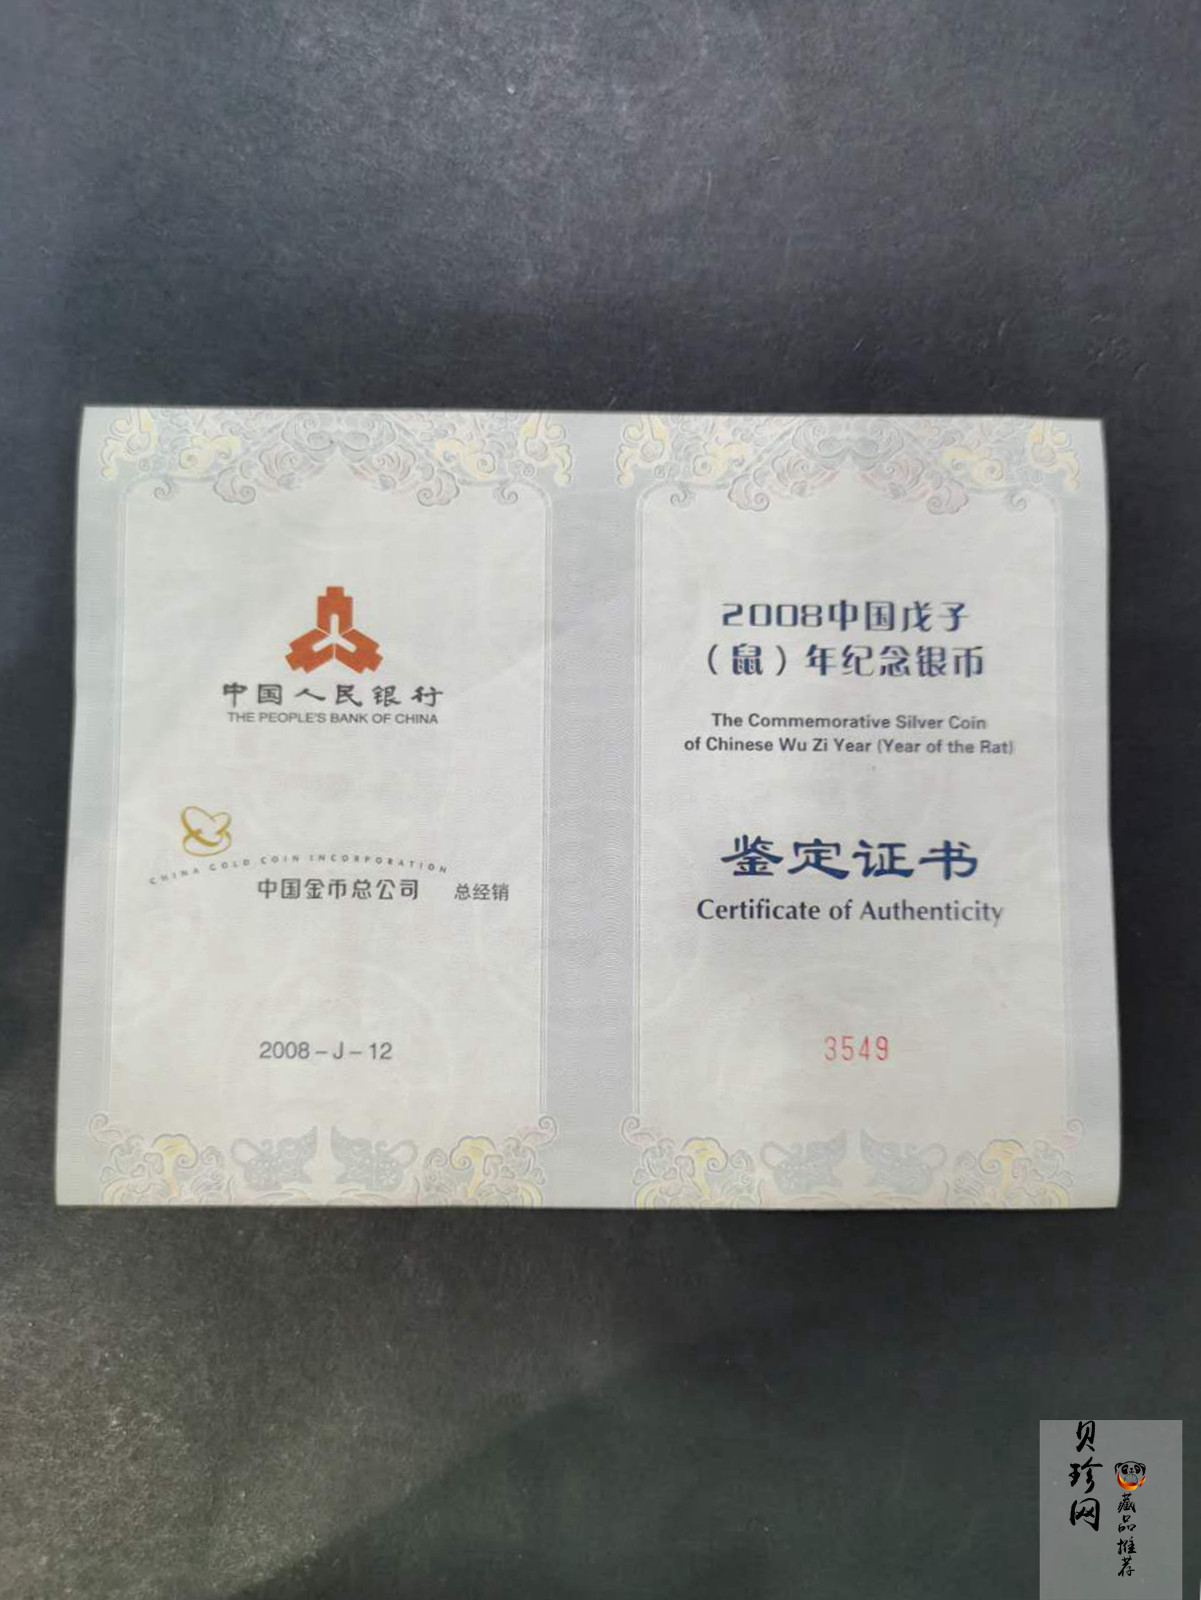 中国人民银行
THE PEOPLE'S BANK OF CHINA
CHINA GOLD COIN INCORPORATION
中国金币总公司 总经销
2008-J-12
2008中国戊子
（鼠）年纪念银币
The Commemorative Silver Coin
of Chinese Wu Zi Year (Year of the Rat)
鉴定证书
Certificate of Authenticity
3549
贝珍网
藏品推荐